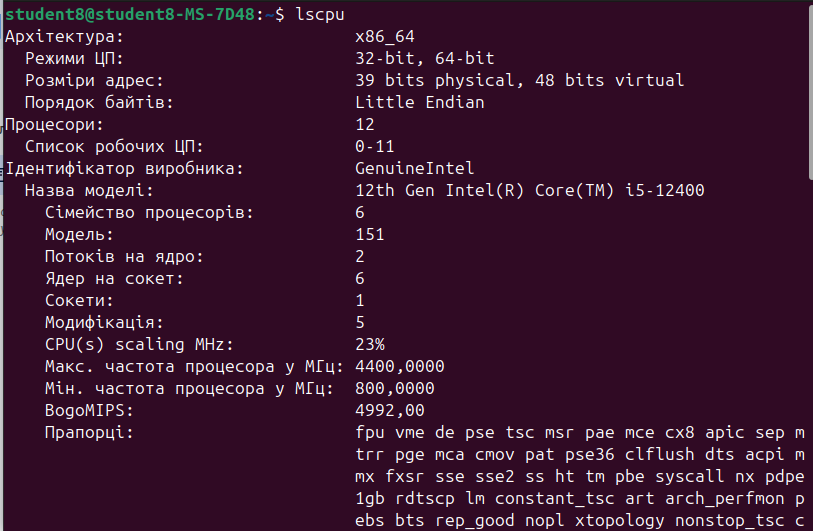 student8@student8-MS-7D48:~$ lscpu
Архітектура: x86_64
Режими ЦП: 32-bit, 64-bit
Розміри адрес: 39 bits physical, 48 bits virtual
Порядок байтів: Little Endian
Процесори: 12
Список робочих ЦП: 0-11
Ідентифікатор виробника: GenuineIntel
Назва моделі: 12th Gen Intel(R) Core(TM) i5-12400
Сімейство процесорів: 6
Модель: 151
Потоків на ядро: 2
Ядер на сокет: 6
Сокети: 1
Модифікація: 5
CPU(s) scaling MHz: 23%
Макс. частота процесора у МГц: 4400,0000
Мін. частота процесора у МГц: 800,0000
BogoMIPS: 4992,00
Прапорці: fpu vme de pse tsc msr pae mce cx8 apic sep m
trr pge mca cmov pat pse36 clflush dts acpi m
mx fxsr sse sse2 ss ht tm pbe syscall nx pdpe
1gb rdtscp lm constant_tsc art arch_perfmon p
ebs bts rep_good nopl xtopology nonstop_tsc c